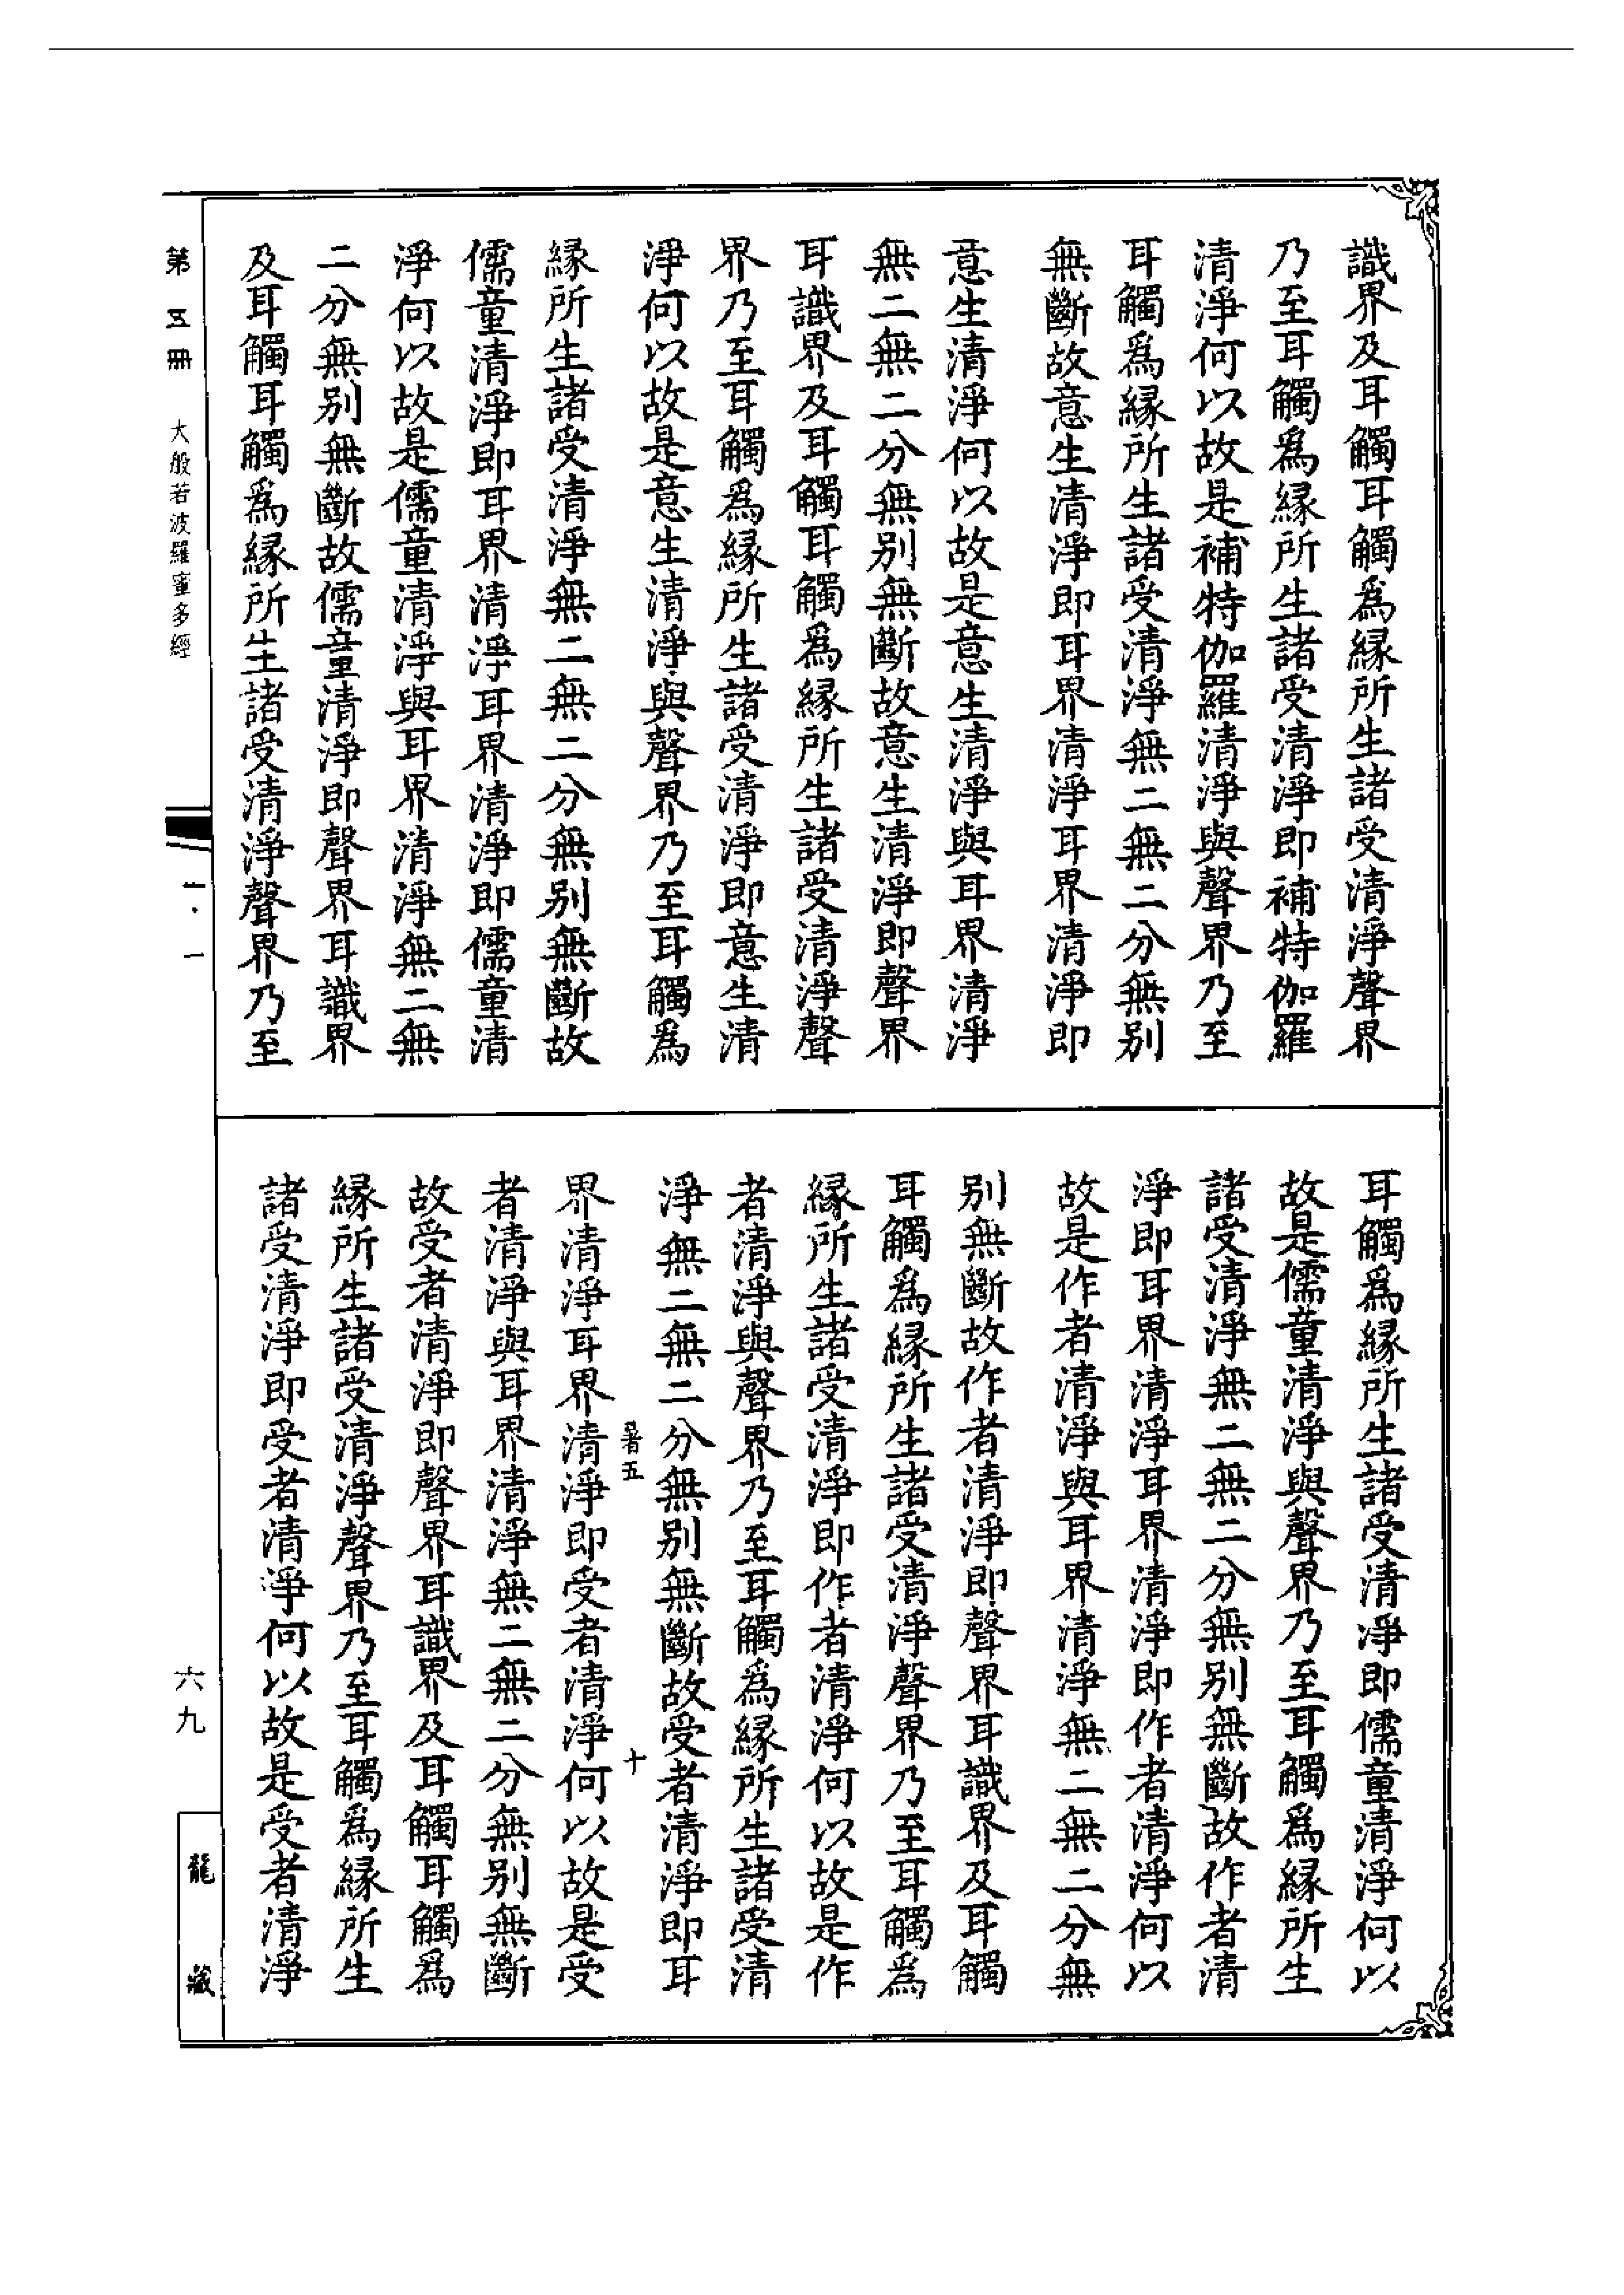 識界及耳觸耳觸爲緣所生諸受清淨聲界
乃至耳觸爲緣所生諸受清淨即補特伽羅
清淨何以故是補特伽羅清淨與聲界乃至
耳觸爲緣所生諸受清淨無二無二分無別
無斷故意生清淨即耳界清淨耳界清淨即
意生清淨何以故是意生清淨與耳界清淨
無二無二分無別無斷故意生清淨即聲界
耳識界及耳觸耳觸爲緣所生諸受清淨聲
界乃至耳觸爲緣所生諸受清淨即意生清
淨何以故是意生清淨與聲界乃至耳觸爲
緣所生諸受清淨無二無二分無別無斷故
儒童清淨即耳界清淨耳界清淨即儒童清
淨何以故是儒童清淨與耳界清淨無二無
二分無別無斷故儒童清淨即聲界耳識界
及耳觸耳觸爲緣所生諸受清淨聲界乃至
耳觸爲緣所生諸受清淨即儒童清淨何以
故是儒童清淨與聲界乃至耳觸爲緣所生
諸受清淨無二無二分無別無斷故作者清
淨即耳界清淨耳界清淨即作者清淨何以
故是作者清淨與耳界清淨無二無二分無
別無斷故作者清淨即聲界耳識界及耳觸
耳觸爲緣所生諸受清淨聲界乃至耳觸爲
緣所生諸受清淨即作者清淨何以故是作
者清淨與聲界乃至耳觸爲緣所生諸受清
淨無二無二分無別無斷故受者清淨即耳
暑五 十
界清淨耳界清淨即受者清淨何以故是受
者清淨與耳界清淨無二無二分無別無斷
故受者清淨即聲界耳識界及耳觸耳觸爲
緣所生諸受清淨聲界乃至耳觸爲緣所生
諸受清淨即受者清淨何以故是受者清淨
第五冊 大般若波羅蜜多經 一·一 六九 龍藏